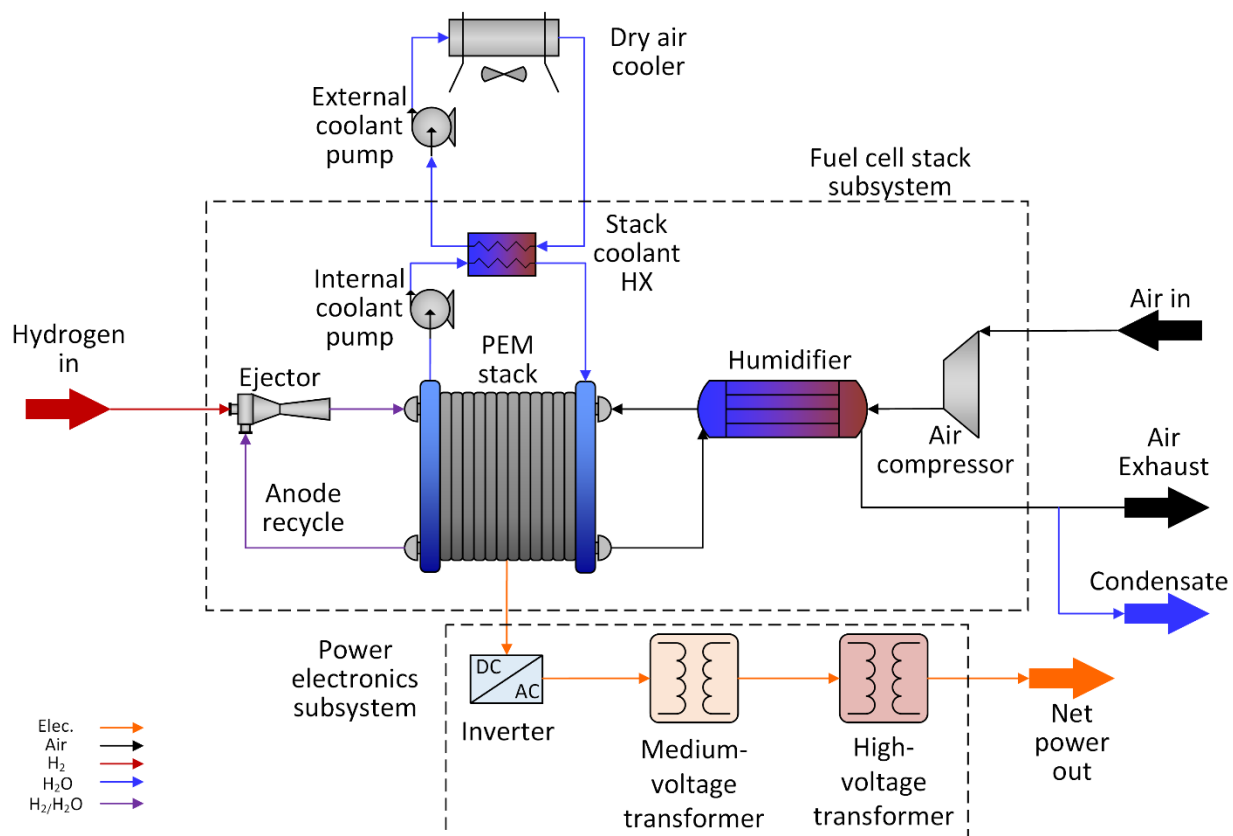 Dry air
cooler
External
coolant
pump
Fuel cell stack
subsystem
Stack
coolant
HX
Internal
coolant
pump
Air in
Hydrogen
in
Ejector
PEM
stack
Humidifier
Air
compressor
Air
Exhaust
Anode
recycle
Condensate
Power
electronics
subsystem
DC
AC
Inverter
Medium-
voltage
transformer
High-
voltage
transformer
Net
power
out
Elec.
Air
H₂
H₂O
H₂/H₂O